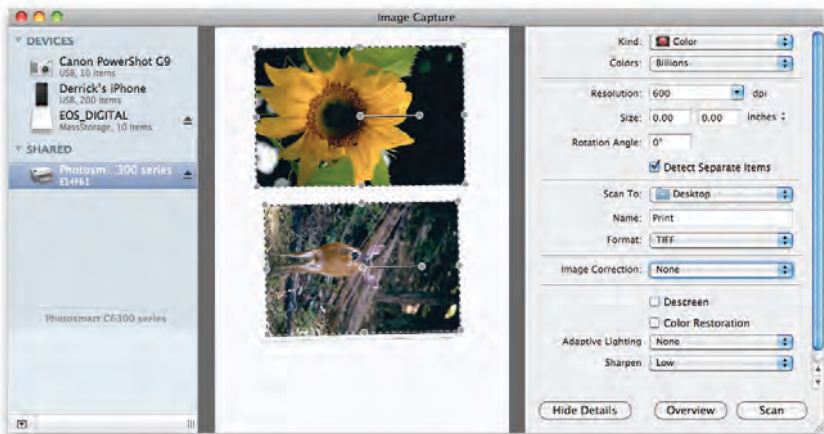 Image Capture
DEVICES
Canon PowerShot G9
USB, 10 items
Derrick's iPhone
USB, 200 items
EOS_DIGITAL
MassStorage, 10 items
SHARED
Photosm...300 series
E14F61
Photosmart C6300 series
Kind: Color
Colors: Billions
Resolution: 600 dpi
Size: 0.00 0.00 inches
Rotation Angle: 0°
Detect Separate Items
Scan To: Desktop
Name: Print
Format: TIFF
Image Correction: None
Descreen
Color Restoration
Adaptive Lighting None
Sharpen Low
Hide Details Overview Scan